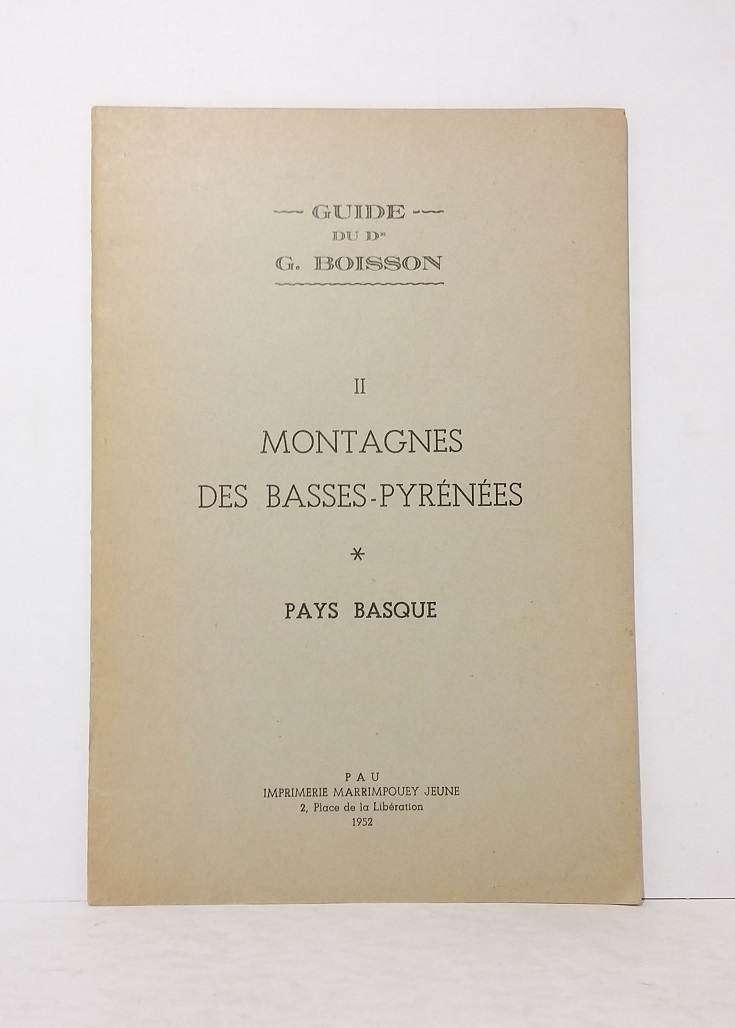 GUIDE
DU Dr
G. BOISSON
II
MONTAGNES
DES BASSES-PYRÉNÉES
*
PAYS BASQUE
PAU
IMPRIMERIE MARRIMPOUEY JEUNE
2, Place de la Libération
1952